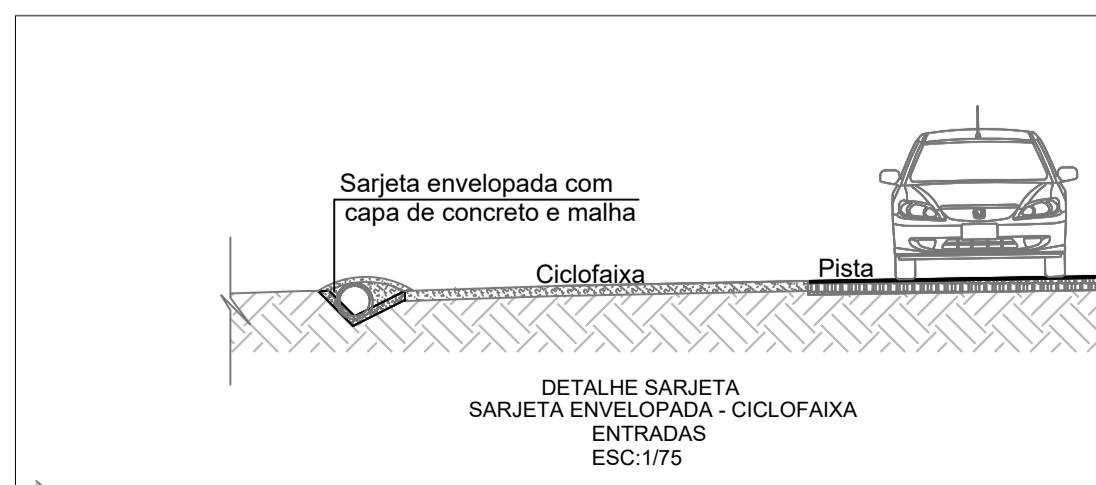 Sarjeta envelopada com
capa de concreto e malha
Ciclofaixa
Pista
DETALHE SARJETA
SARJETA ENVELOPADA - CICLOFAIXA
ENTRADAS
ESC:1/75